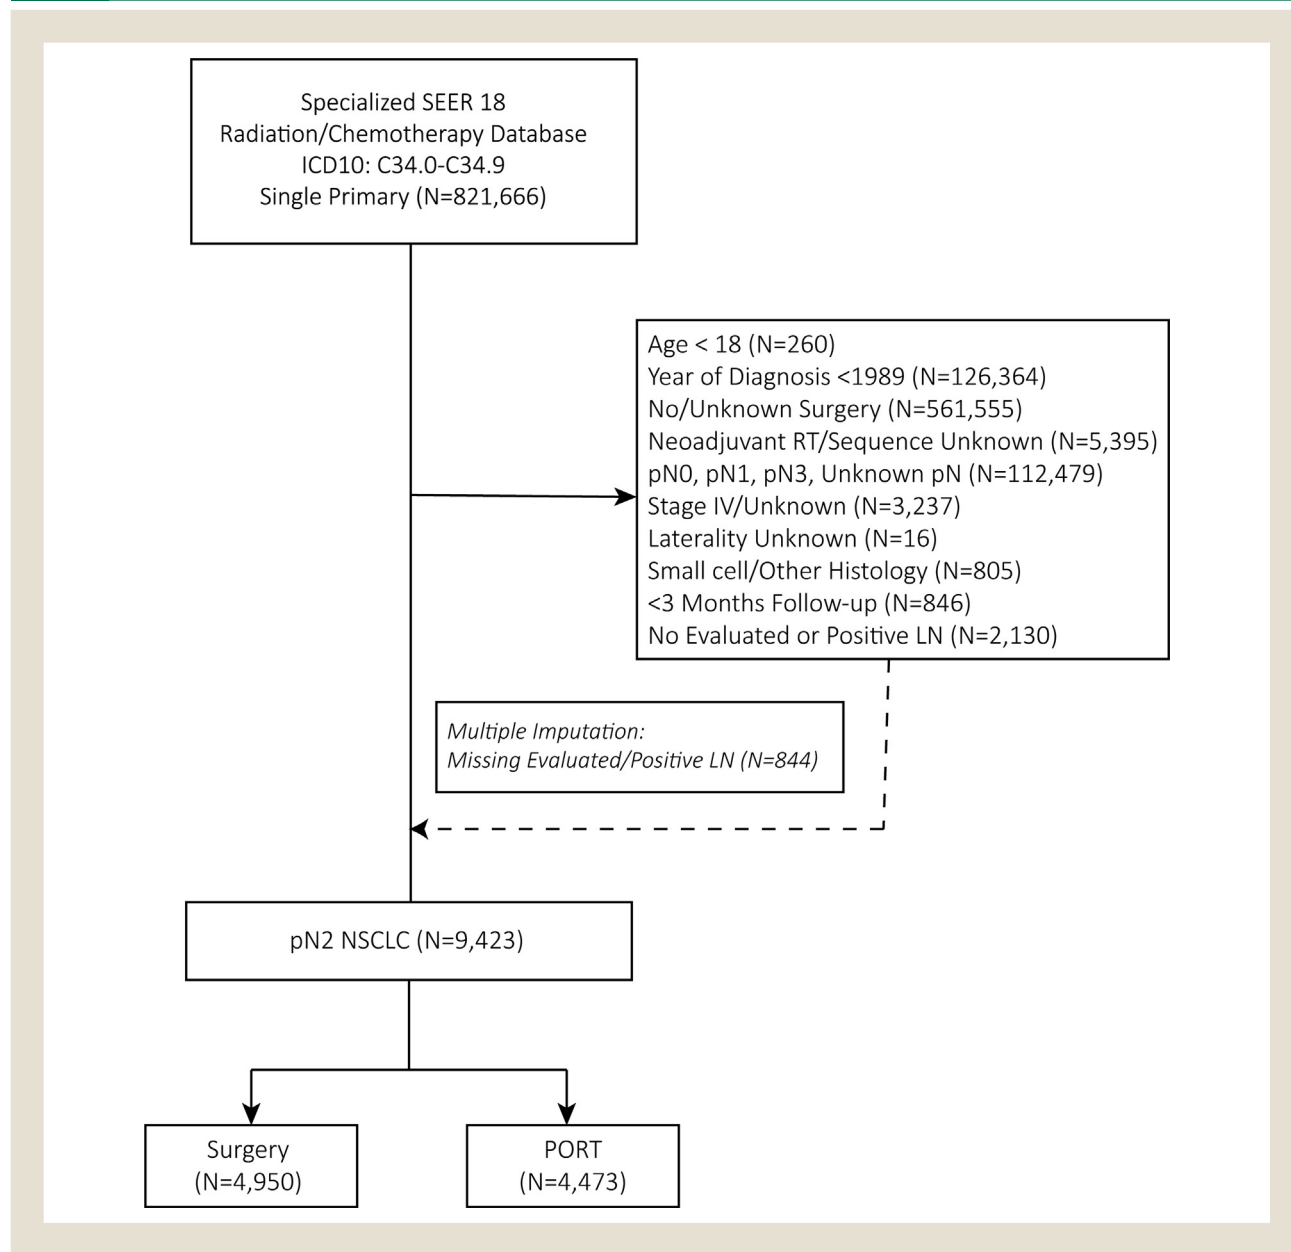 Specialized SEER 18
Radiation/Chemotherapy Database
ICD10: C34.0-C34.9
Single Primary (N=821,666)
Age < 18 (N=260)
Year of Diagnosis <1989 (N=126,364)
No/Unknown Surgery (N=561,555)
Neoadjuvant RT/Sequence Unknown (N=5,395)
pN0, pN1, pN3, Unknown pN (N=112,479)
Stage IV/Unknown (N=3,237)
Laterality Unknown (N=16)
Small cell/Other Histology (N=805)
<3 Months Follow-up (N=846)
No Evaluated or Positive LN (N=2,130)
Multiple Imputation:
Missing Evaluated/Positive LN (N=844)
pN2 NSCLC (N=9,423)
Surgery
(N=4,950)
PORT
(N=4,473)